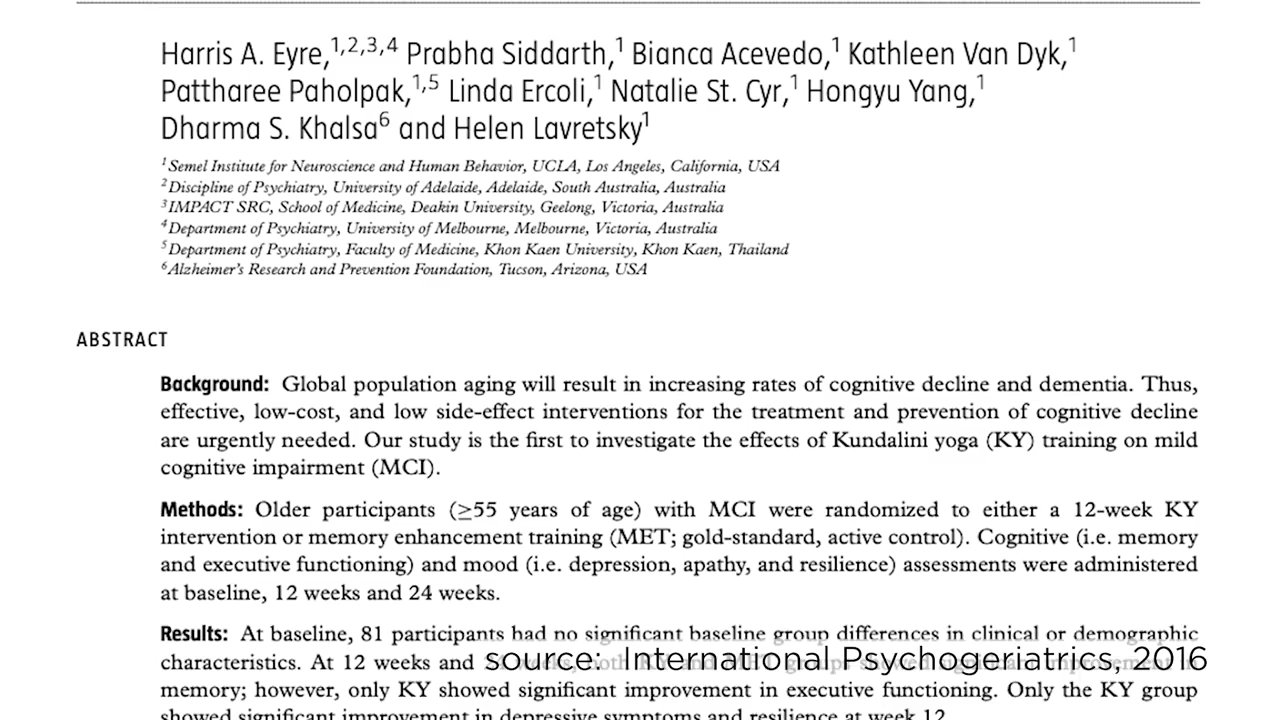 Harris A. Eyre,1,2,3,4 Prabha Siddarth,1 Bianca Acevedo,1 Kathleen Van Dyk,1
Pattharee Paholpak,1,5 Linda Ercoli,1 Natalie St. Cyr,1 Hongyu Yang,1
Dharma S. Khalsa6 and Helen Lavretsky1
1Semel Institute for Neuroscience and Human Behavior, UCLA, Los Angeles, California, USA
2Discipline of Psychiatry, University of Adelaide, Adelaide, South Australia, Australia
3IMPACT SRC, School of Medicine, Deakin University, Geelong, Victoria, Australia
4Department of Psychiatry, University of Melbourne, Melbourne, Victoria, Australia
5Department of Psychiatry, Faculty of Medicine, Khon Kaen University, Khon Kaen, Thailand
6Alzheimer's Research and Prevention Foundation, Tucson, Arizona, USA
ABSTRACT
Background: Global population aging will result in increasing rates of cognitive decline and dementia. Thus,
effective, low-cost, and low side-effect interventions for the treatment and prevention of cognitive decline
are urgently needed. Our study is the first to investigate the effects of Kundalini yoga (KY) training on mild
cognitive impairment (MCI).
Methods: Older participants (≥55 years of age) with MCI were randomized to either a 12-week KY
intervention or memory enhancement training (MET; gold-standard, active control). Cognitive (i.e. memory
and executive functioning) and mood (i.e. depression, apathy, and resilience) assessments were administered
at baseline, 12 weeks and 24 weeks.
Results: At baseline, 81 participants had no significant baseline group differences in clinical or demographic
characteristics. At 12 weeks and
source: International Psychogeriatrics, 2016
memory; however, only KY showed significant improvement in executive functioning. Only the KY group
showed significant improvement in depressive symptoms and resilience at week 12.